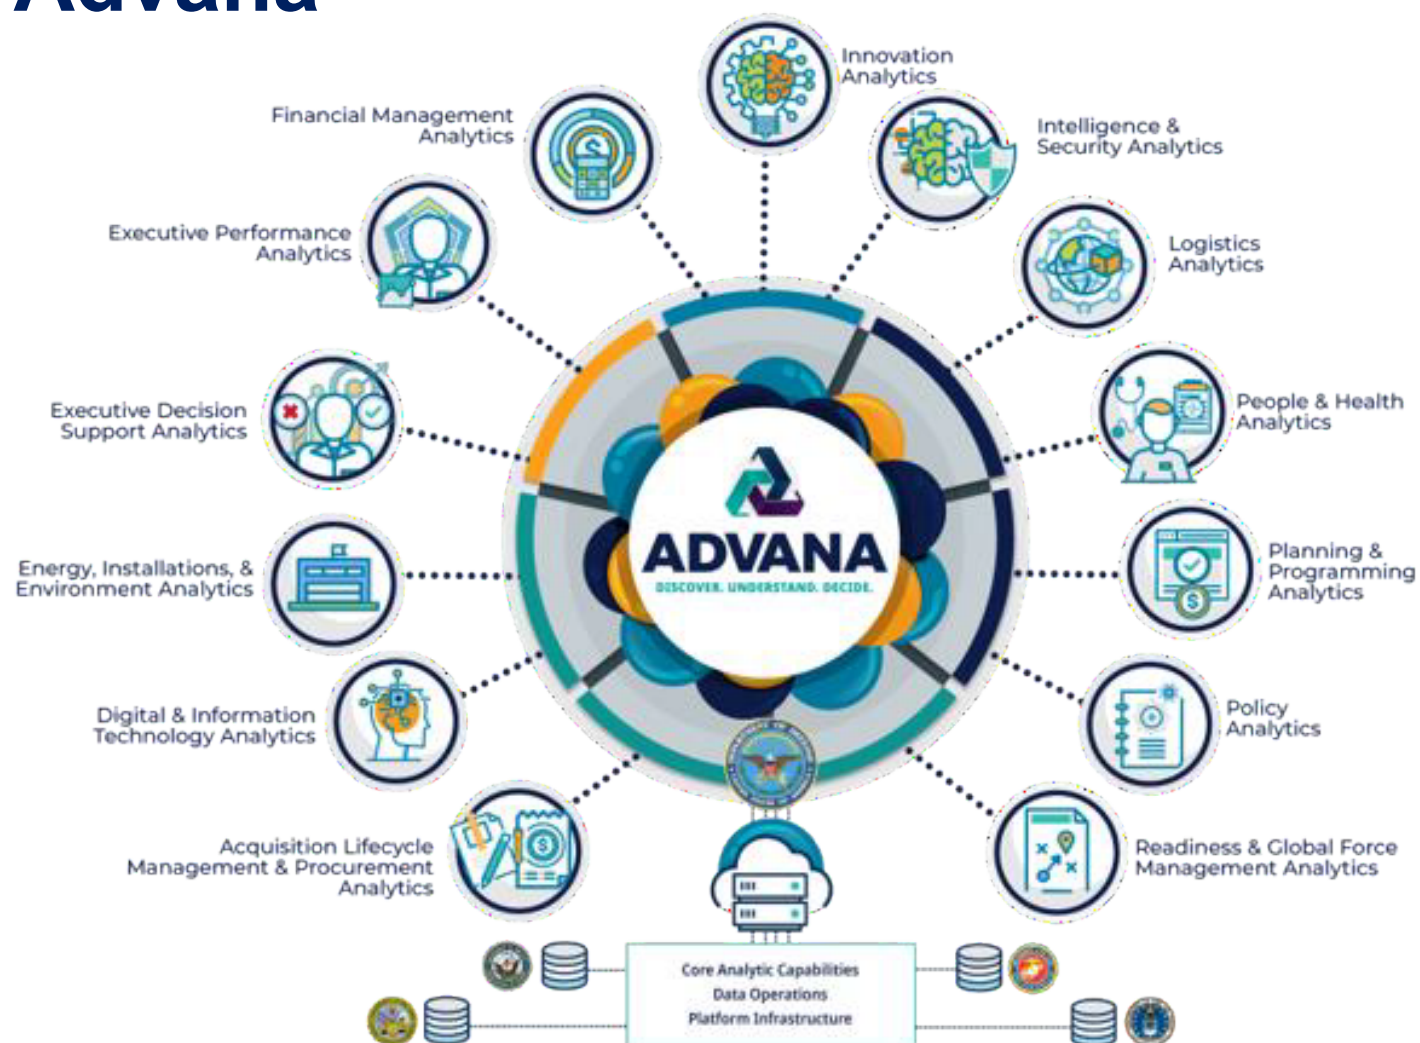 Advana
Innovation
Analytics
Financial Management
Analytics
Intelligence &
Security Analytics
Executive Performance
Analytics
Logistics
Analytics
Executive Decision
Support Analytics
People & Health
Analytics
ADVANA
DISCOVER. UNDERSTAND. DECIDE.
Energy, Installations, &
Environment Analytics
Planning &
Programming
Analytics
Digital & Information
Technology Analytics
Policy
Analytics
Acquisition Lifecycle
Management & Procurement
Analytics
Readiness & Global Force
Management Analytics
Core Analytic Capabilities
Data Operations
Platform Infrastructure